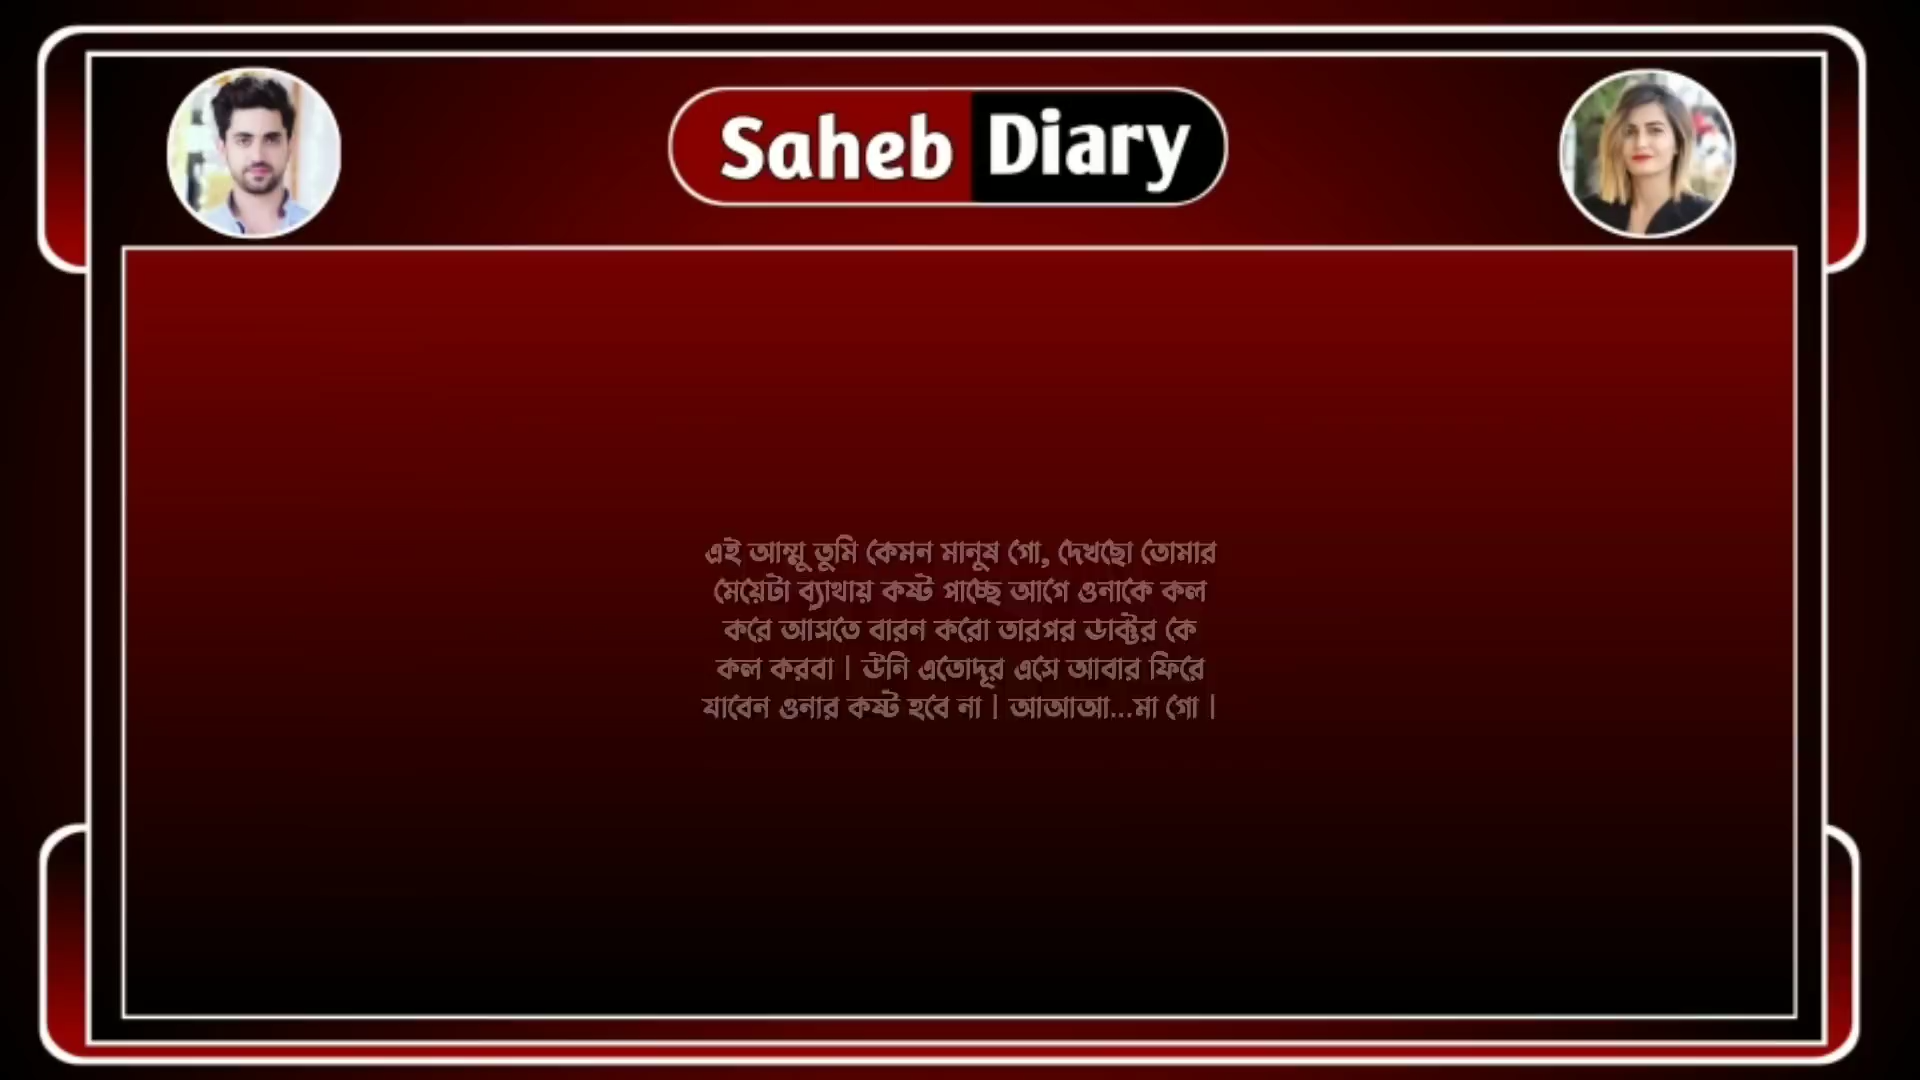 Saheb Diary
এই আম্মু তুমি কেমন মানুষ গো, দেখছো তোমার
মেয়েটা ব্যাথায় কষ্ট পাচ্ছে আগে ওনাকে কল
করে আসতে বারন করো তারপর ডাক্টর কে
কল করবা | উনি এতোদূর এসে আবার ফিরে
যাবেন ওনার কষ্ট হবে না | আআআ...মা গো |